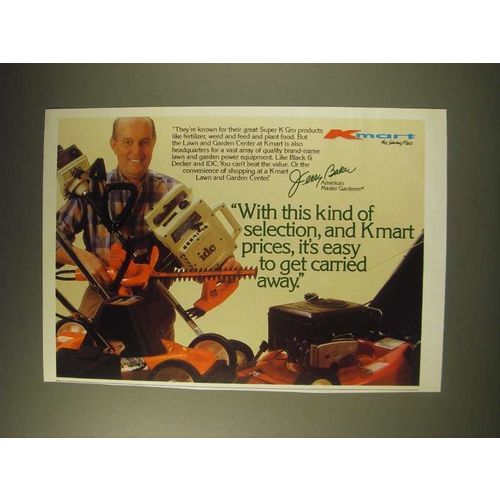 "They're known for their great Super K Gro products
like fertilizer, weed and feed and plant food. But
the Lawn and Garden Center at Kmart is also
headquarters for a vast array of quality brand-name
lawn and garden power equipment. Like Black &
Decker and IDC. You can't beat the value. Or the
convenience of shopping at a Kmart
Lawn and Garden Center."
Kmart
The Saving Place
Jerry Baker
America's
Master Gardener®
"With this kind of
selection, and Kmart
prices, it's easy
to get carried
away."
idc